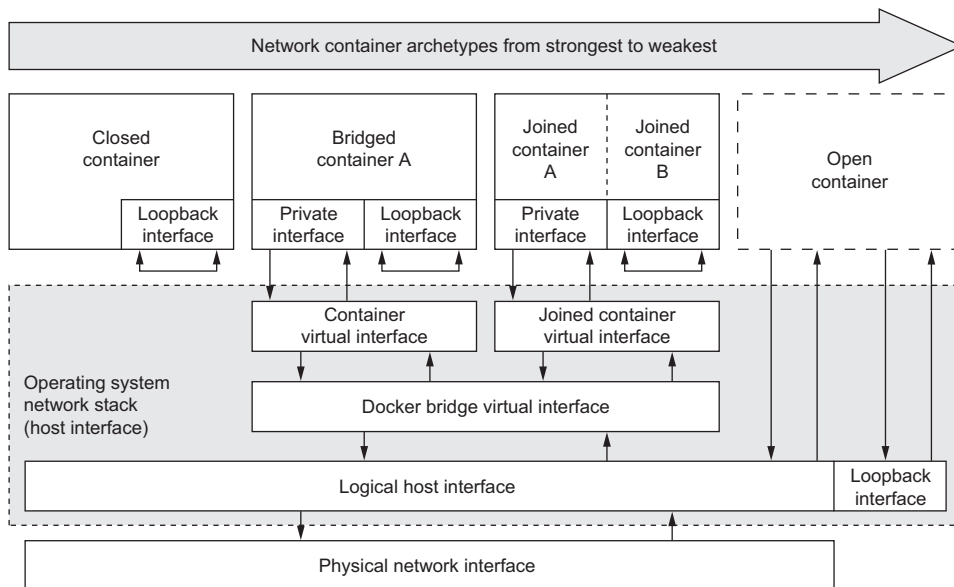 Network container archetypes from strongest to weakest
Closed
container
Loopback
interface
Bridged
container A
Private
interface
Loopback
interface
Joined
container
A
Joined
container
B
Private
interface
Loopback
interface
Open
container
Container
virtual interface
Joined container
virtual interface
Operating system
network stack
(host interface)
Docker bridge virtual interface
Logical host interface
Loopback
interface
Physical network interface